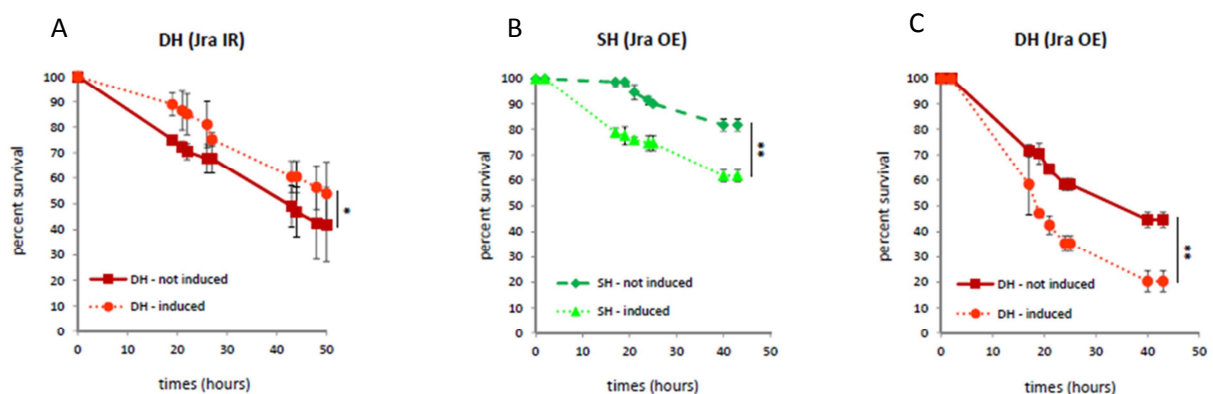 A
DH (Jra IR)
percent survival
100
90
80
70
60
50
40
30
20
10
0
*
DH - not induced
DH - induced
0 10 20 30 40 50
times (hours)
B
SH (Jra OE)
percent survival
100
90
80
70
60
50
40
30
20
10
0
**
SH - not induced
SH - induced
0 10 20 30 40 50
times (hours)
C
DH (Jra OE)
percent survival
100
90
80
70
60
50
40
30
20
10
0
**
DH - not induced
DH - induced
0 10 20 30 40 50
times (hours)